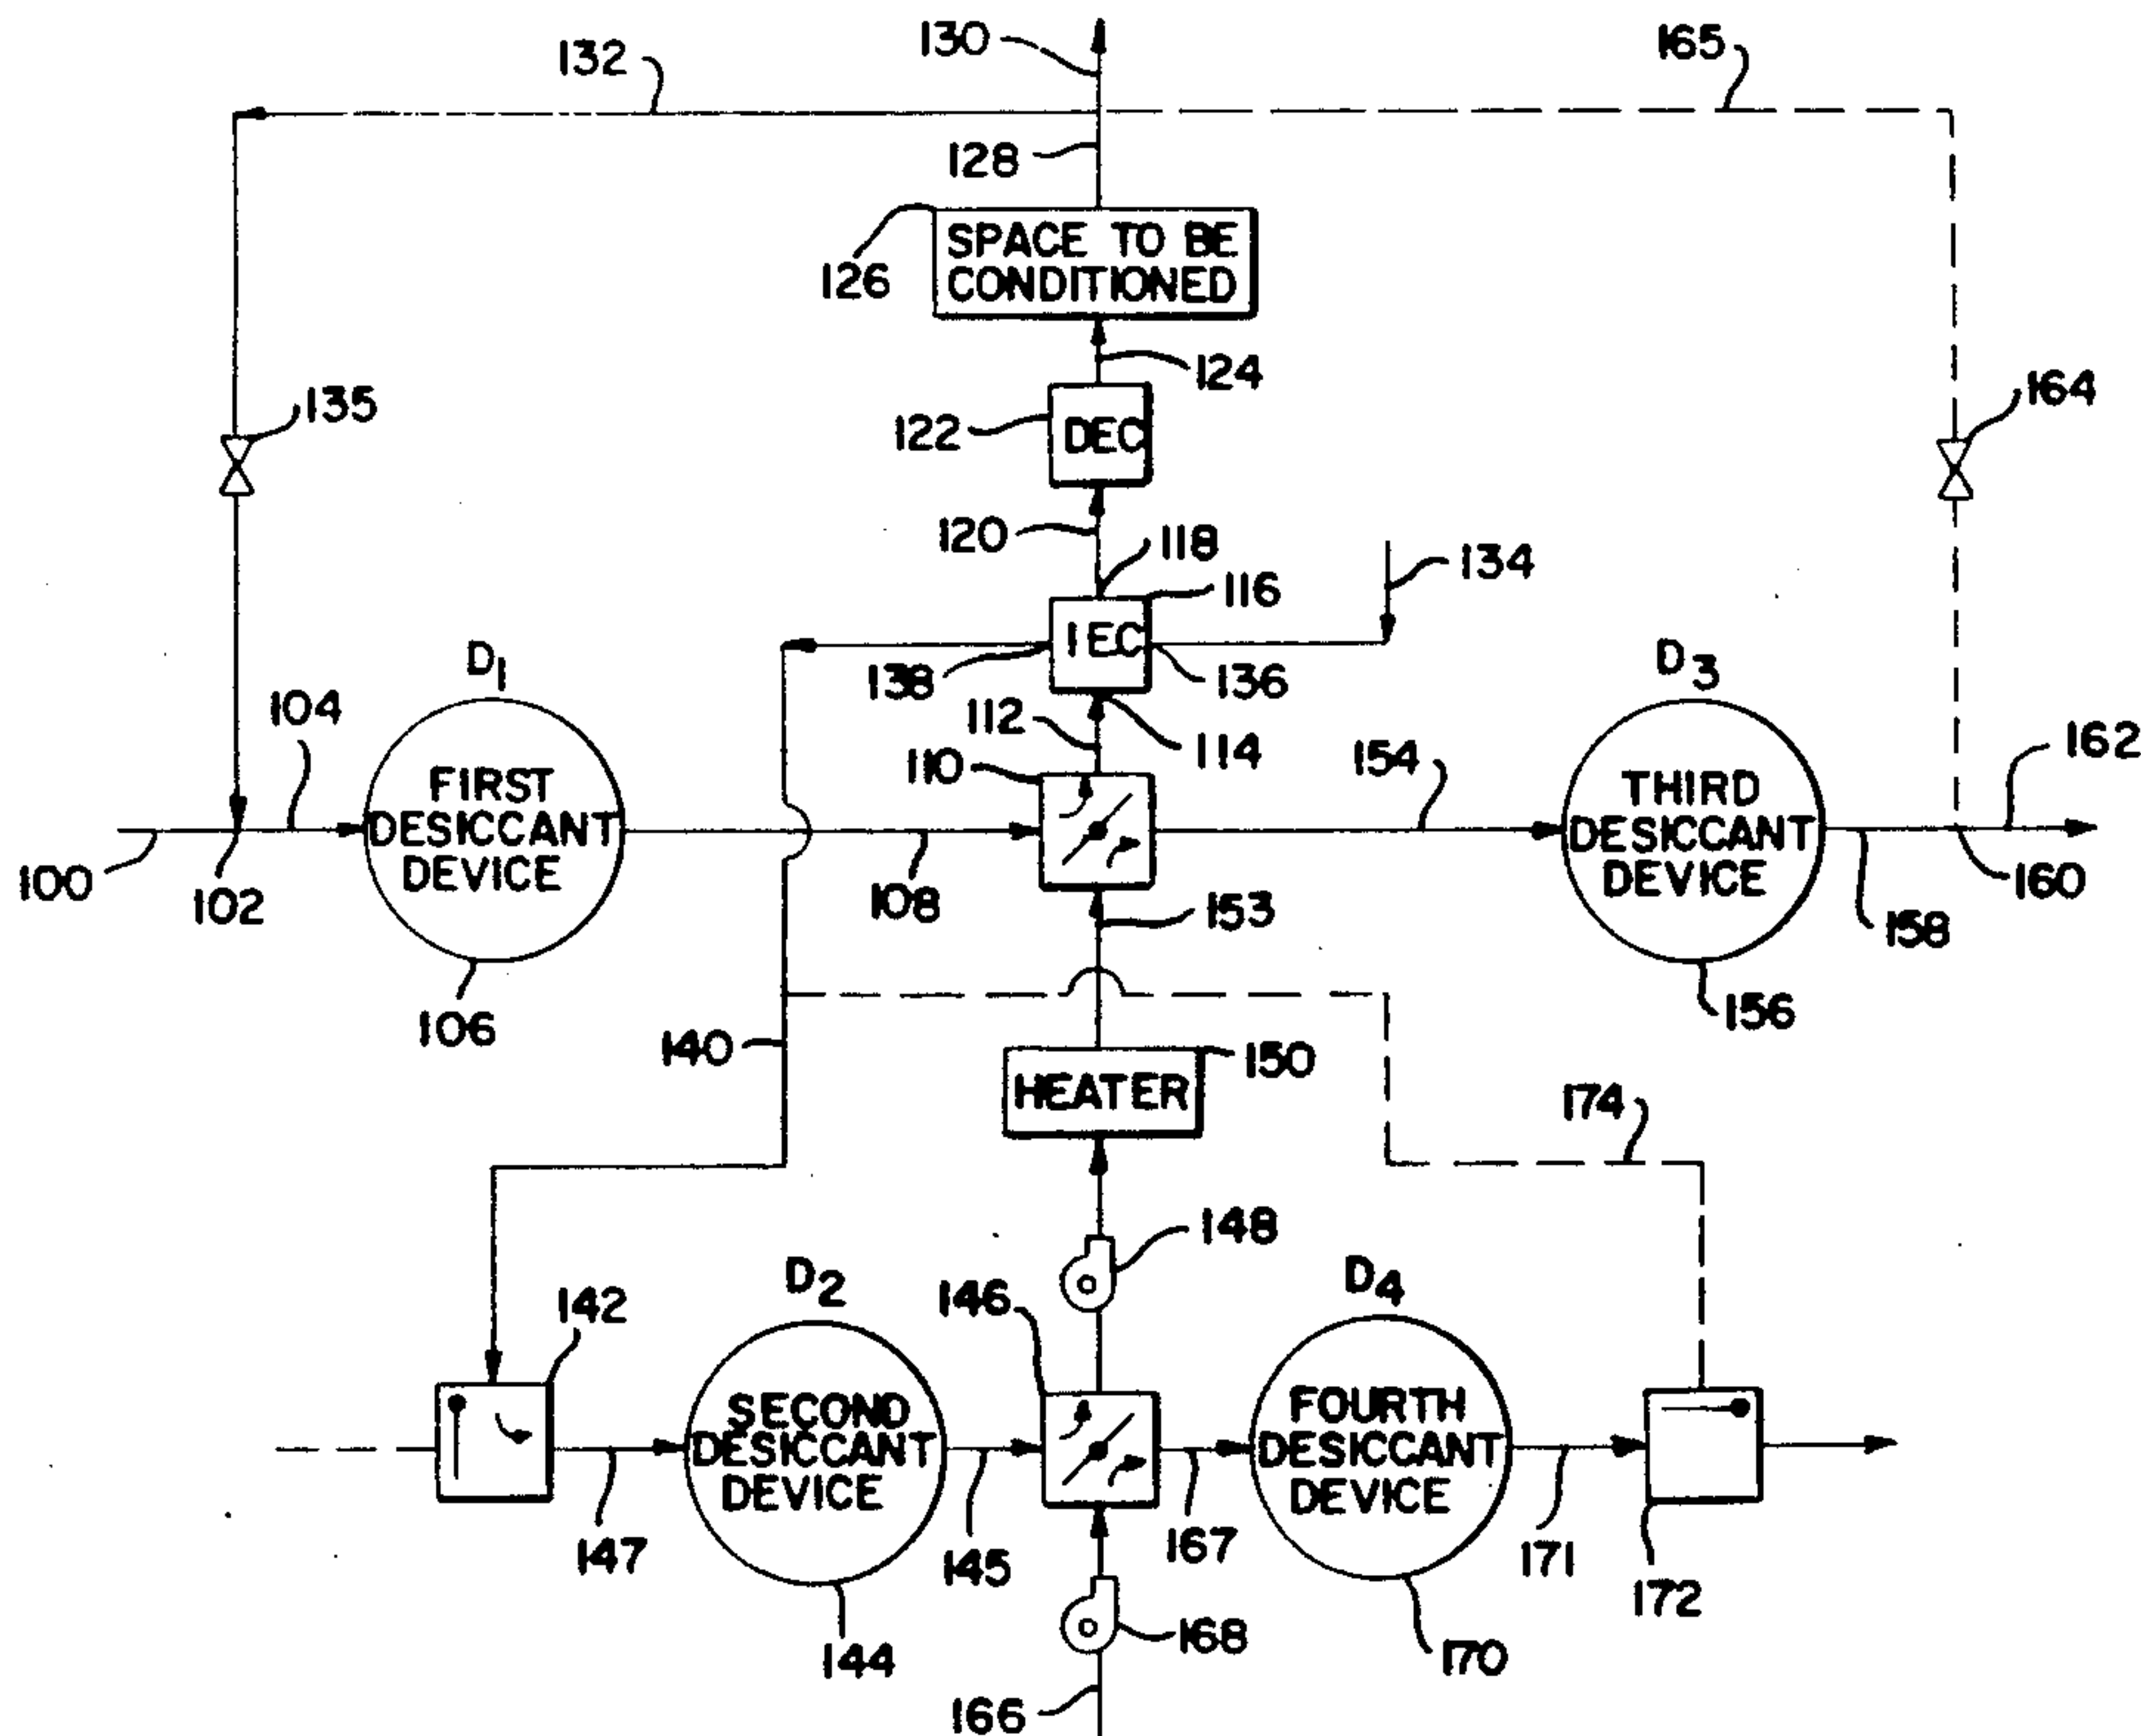 130
165
132
128
SPACE TO BE
CONDITIONED
126
124
135
164
122
DEC
120
118
134
116
IEC
D1
138
136
D3
104
112
114
162
110
154
FIRST
DESICCANT
DEVICE
THIRD
DESICCANT
DEVICE
100
102
108
153
160
158
106
156
140
150
HEATER
174
148
D2
D4
142
146
SECOND
DESICCANT
DEVICE
FOURTH
DESICCANT
DEVICE
147
145
167
171
172
144
168
170
166